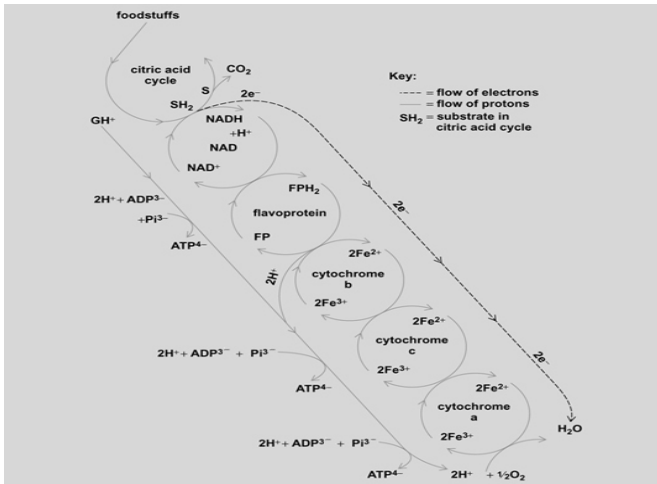 foodstuffs
citric acid
cycle
CO₂
S
SH₂
2e⁻
GH⁺
NADH
+H⁺
NAD
NAD⁺
Key:
= flow of electrons
= flow of protons
SH₂ = substrate in
citric acid cycle
2H⁺ + ADP³⁻
+Pi³⁻
ATP⁴⁻
FPH₂
flavoprotein
FP
2e⁻
2H⁺
2Fe²⁺
cytochrome
b
2Fe³⁺
2Fe²⁺
cytochrome
c
2Fe³⁺
2H⁺ + ADP³⁻ + Pi³⁻
ATP⁴⁻
2e⁻
2Fe²⁺
cytochrome
a
2Fe³⁺
H₂O
2H⁺ + ADP³⁻ + Pi³⁻
ATP⁴⁻
2H⁺ + ½O₂